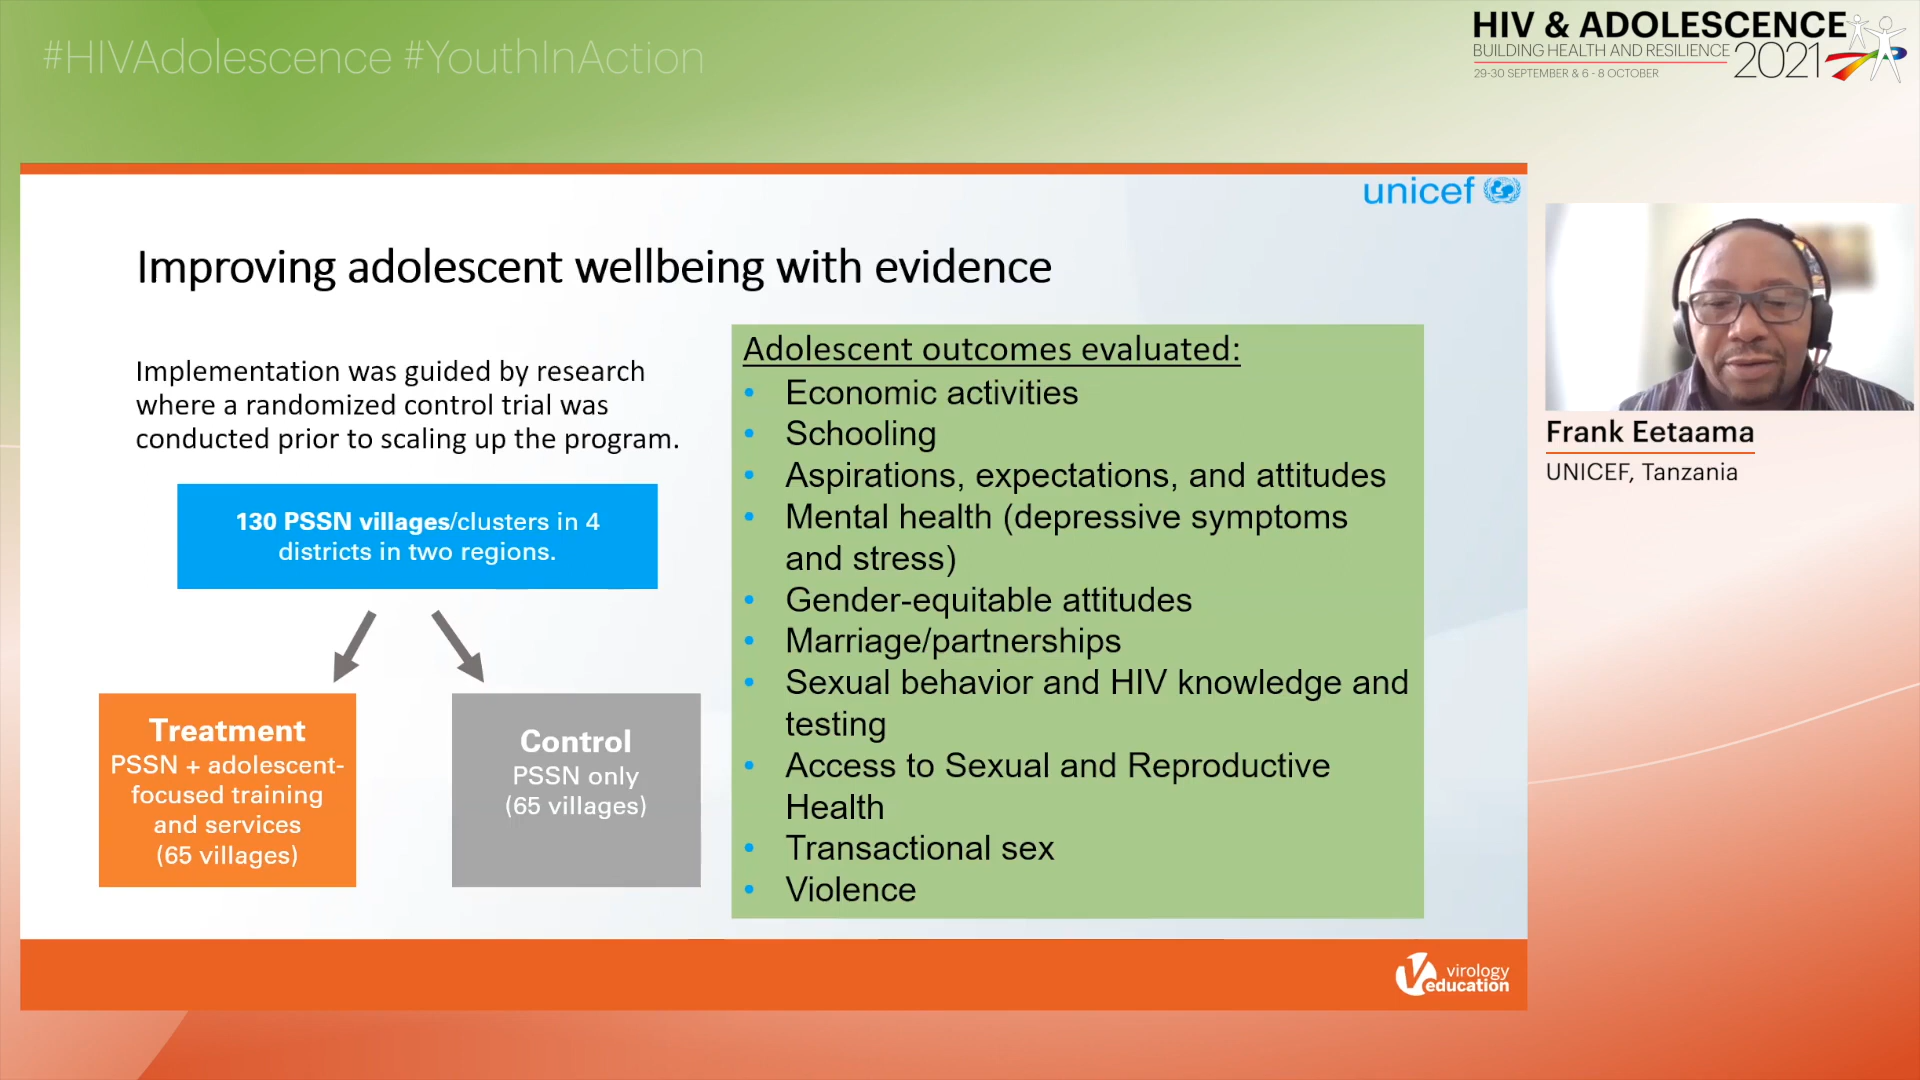 #HIVAdolescence #YouthInAction
HIV & ADOLESCENCE
BUILDING HEALTH AND RESILIENCE
2021
29-30 SEPTEMBER & 6 - 8 OCTOBER
unicef
Improving adolescent wellbeing with evidence
Implementation was guided by research
where a randomized control trial was
conducted prior to scaling up the program.
130 PSSN villages/clusters in 4
districts in two regions.
Treatment
PSSN + adolescent-
focused training
and services
(65 villages)
Control
PSSN only
(65 villages)
Adolescent outcomes evaluated:
• Economic activities
• Schooling
• Aspirations, expectations, and attitudes
• Mental health (depressive symptoms
and stress)
• Gender-equitable attitudes
• Marriage/partnerships
• Sexual behavior and HIV knowledge and
testing
• Access to Sexual and Reproductive
Health
• Transactional sex
• Violence
Frank Eetaama
UNICEF, Tanzania
virology
education